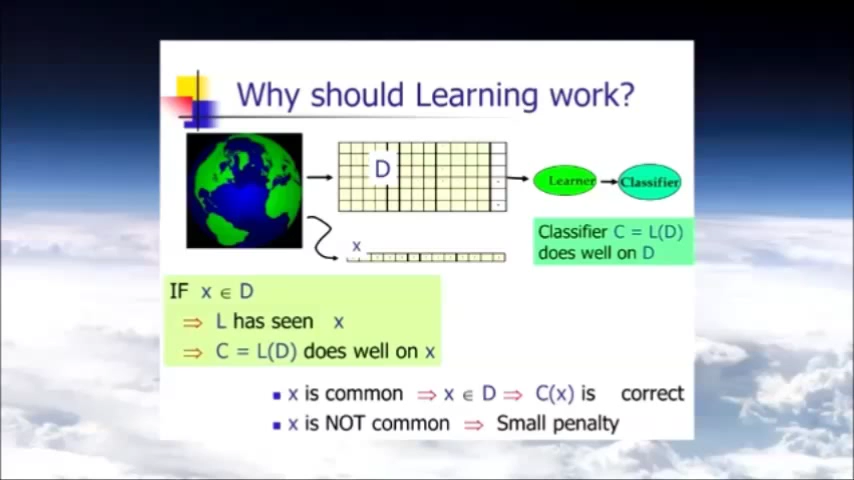 Why should Learning work?
D
Learner
Classifier
x
Classifier C = L(D)
does well on D
IF x ∈ D
⇒ L has seen x
⇒ C = L(D) does well on x
▪ x is common ⇒ x ∈ D ⇒ C(x) is correct
▪ x is NOT common ⇒ Small penalty